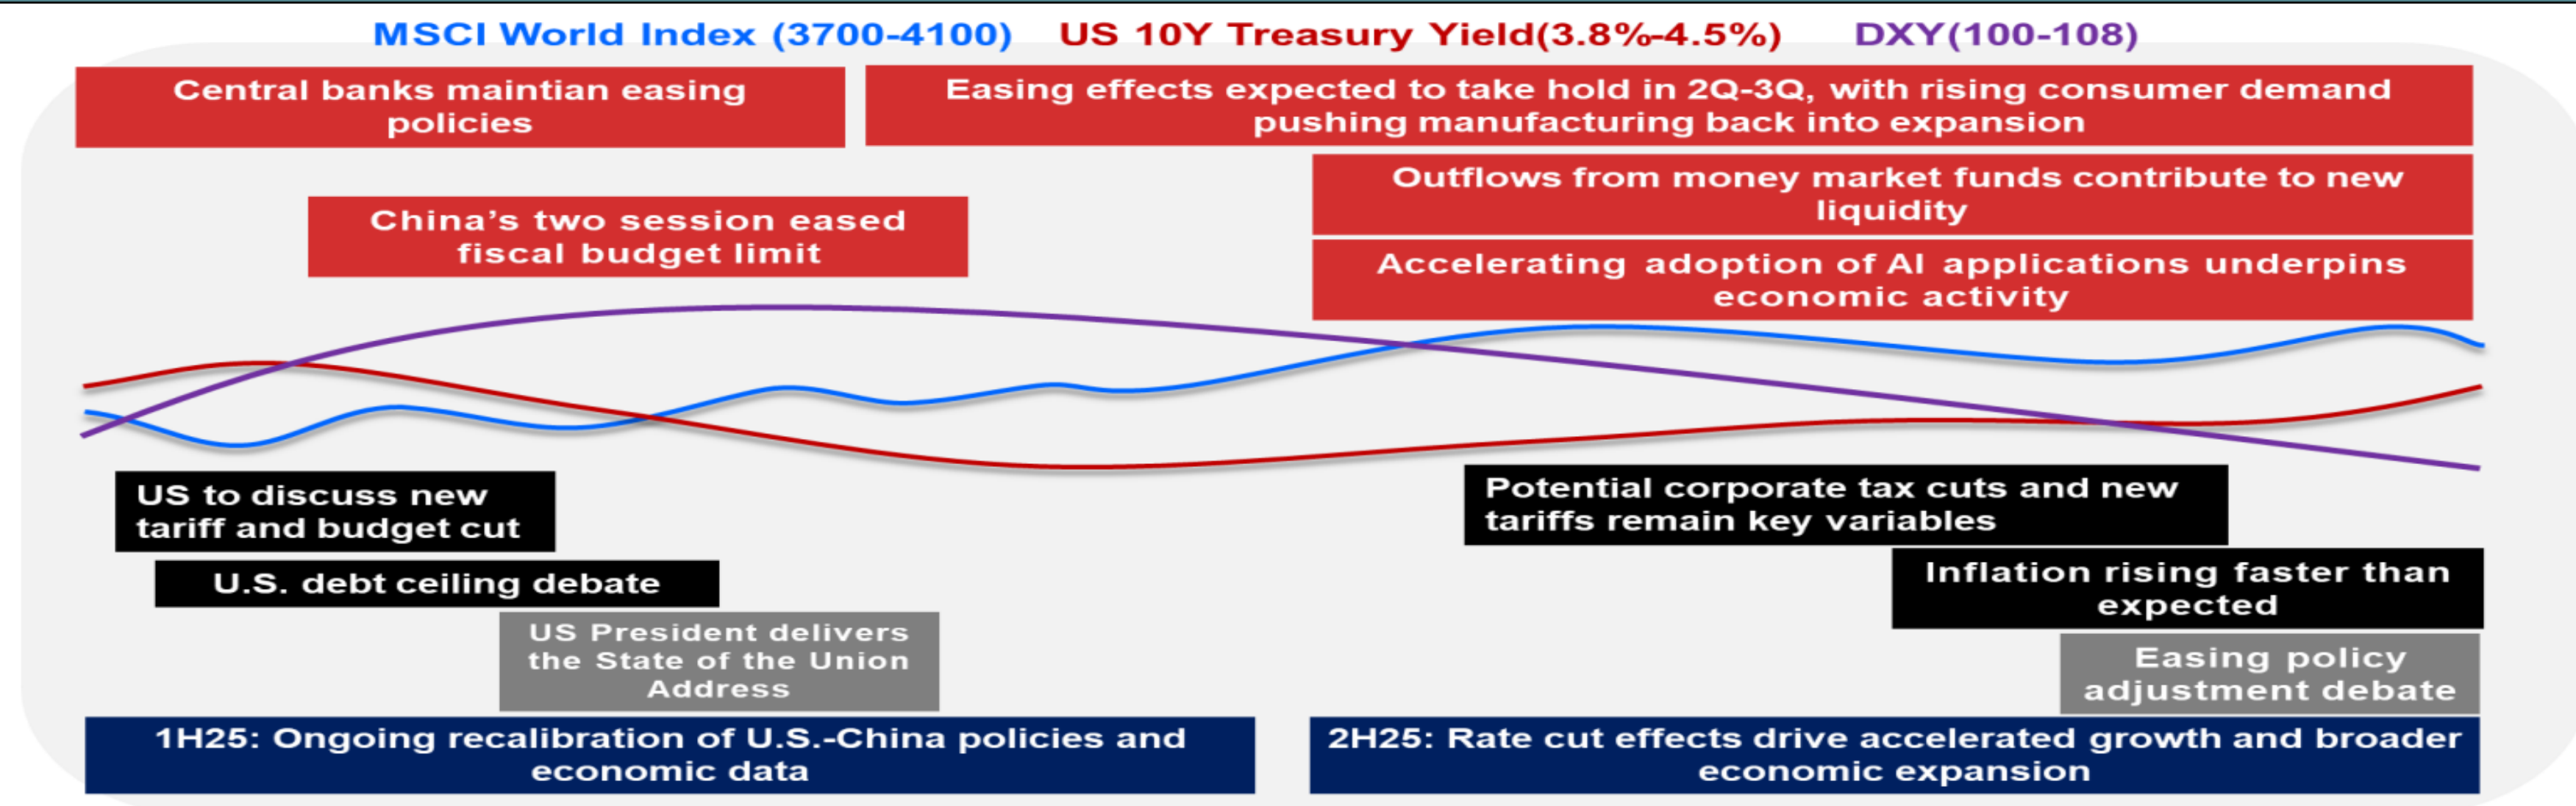 MSCI World Index (3700-4100) US 10Y Treasury Yield(3.8%-4.5%) DXY(100-108)
Central banks maintian easing
policies
Easing effects expected to take hold in 2Q-3Q, with rising consumer demand
pushing manufacturing back into expansion
Outflows from money market funds contribute to new
liquidity
China’s two session eased
fiscal budget limit
Accelerating adoption of AI applications underpins
economic activity
US to discuss new
tariff and budget cut
U.S. debt ceiling debate
US President delivers
the State of the Union
Address
Potential corporate tax cuts and new
tariffs remain key variables
Inflation rising faster than
expected
Easing policy
adjustment debate
1H25: Ongoing recalibration of U.S.-China policies and
economic data
2H25: Rate cut effects drive accelerated growth and broader
economic expansion